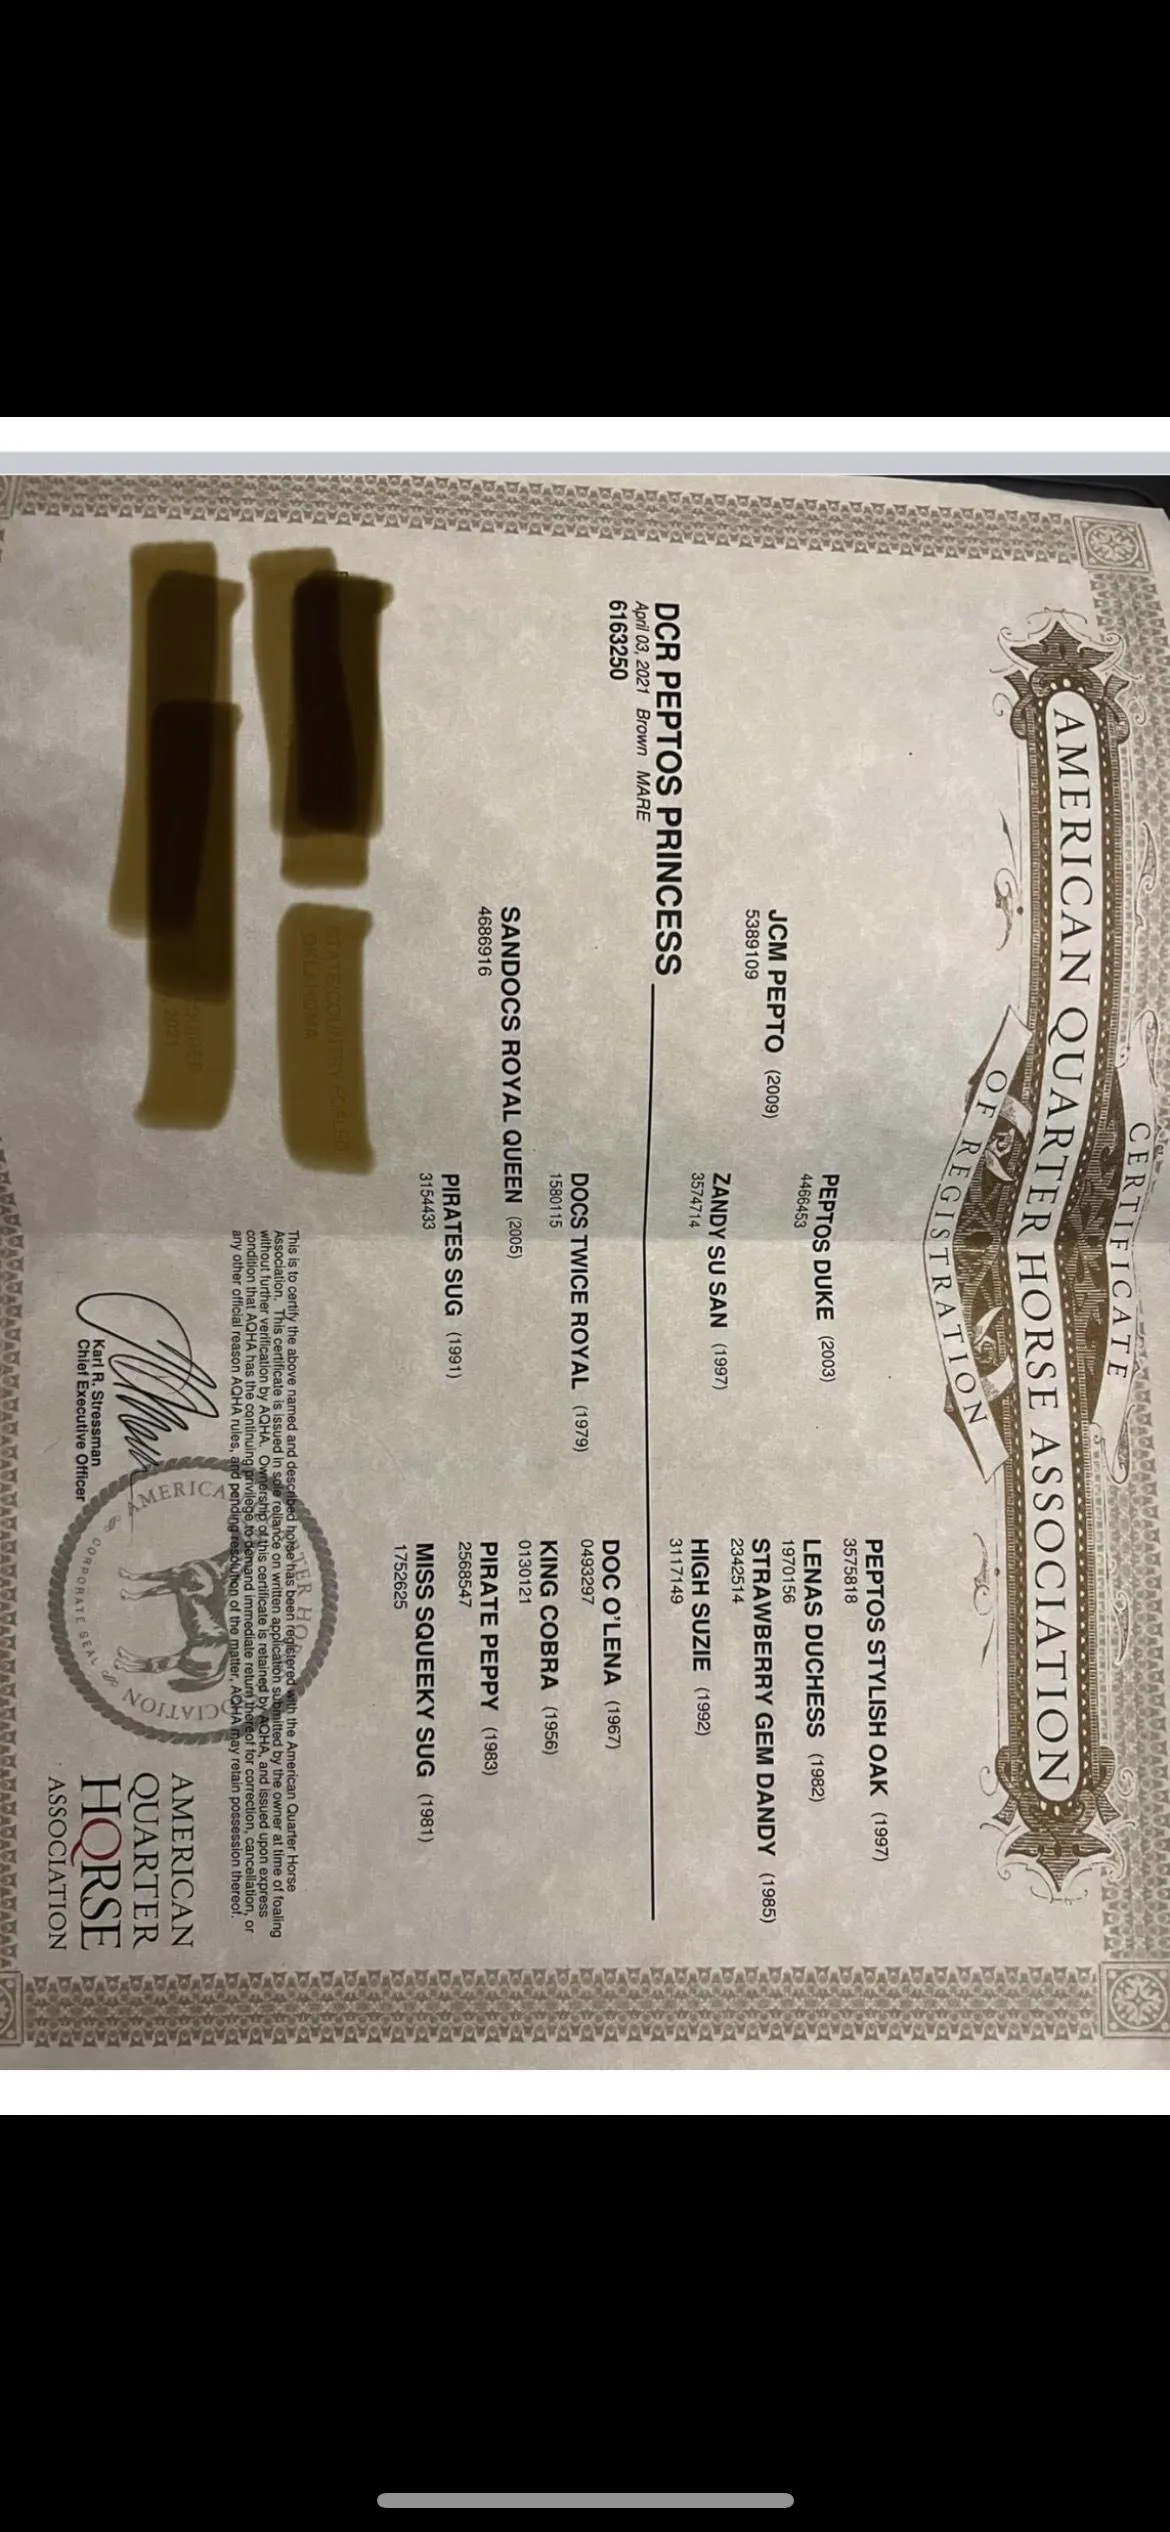 CERTIFICATE
AMERICAN QUARTER HORSE ASSOCIATION
OF REGISTRATION
PEPTOS STYLISH OAK (1997)
3575818
PEPTOS DUKE (2003)
4466453
LENAS DUCHESS (1982)
1970156
JCM PEPTO (2009)
5389109
STRAWBERRY GEM DANDY (1985)
2342514
ZANDY SU SAN (1997)
3574714
HIGH SUZIE (1992)
3117149
DCR PEPTOS PRINCESS
April 03, 2021 Brown MARE
6163250
DOC O'LENA (1967)
0493297
DOCS TWICE ROYAL (1979)
1580115
KING COBRA (1956)
0130121
SANDOCS ROYAL QUEEN (2005)
4686916
PIRATE PEPPY (1983)
2568547
PIRATES SUG (1991)
3154433
MISS SQUEEKY SUG (1981)
1752625
STATE/COUNTRY FOALED
OKLAHOMA
2021
This is to certify the above named and described horse has been registered with the American Quarter Horse
Association. This certificate is issued in sole reliance on written application submitted by the owner at time of foaling
without further verification by AQHA. Ownership of this certificate is retained by AQHA, and issued upon express
condition that AQHA has the continuing privilege to demand immediate return thereof for correction, cancellation, or
any other official reason AQHA rules, and pending resolution of the matter, AQHA may retain possession thereof.
Karl R. Stressman
Chief Executive Officer
CORPORATE SEAL
AMERICAN
QUARTER
HORSE
ASSOCIATION